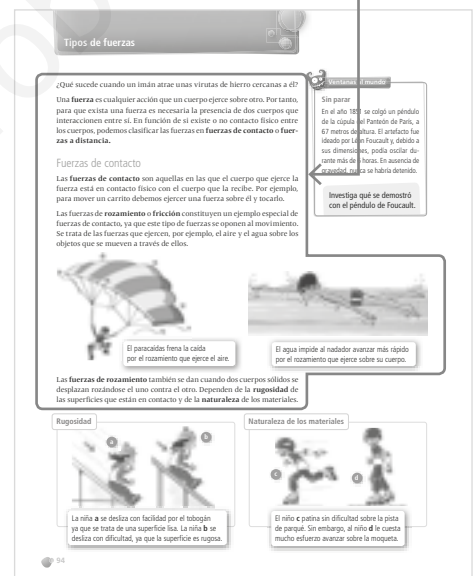 Tipos de fuerzas
¿Qué sucede cuando un imán atrae unas virutas de hierro cercanas a él?
Una fuerza es cualquier acción que un cuerpo ejerce sobre otro. Por tanto,
para que exista una fuerza es necesaria la presencia de dos cuerpos que
interaccionen entre sí. En función de si existe o no contacto físico entre
los cuerpos, podemos clasificar las fuerzas en fuerzas de contacto o fuer-
zas a distancia.
Fuerzas de contacto
Las fuerzas de contacto son aquellas en las que el cuerpo que ejerce la
fuerza está en contacto físico con el cuerpo que la recibe. Por ejemplo,
para mover un carrito debemos ejercer una fuerza sobre él y tocarlo.
Las fuerzas de rozamiento o fricción constituyen un ejemplo especial de
fuerzas de contacto, ya que este tipo de fuerzas se oponen al movimiento.
Se trata de las fuerzas que ejercen, por ejemplo, el aire y el agua sobre los
objetos que se mueven a través de ellos.
El paracaídas frena la caída
por el rozamiento que ejerce el aire.
El agua impide al nadador avanzar más rápido
por el rozamiento que ejerce sobre su cuerpo.
Las fuerzas de rozamiento también se dan cuando dos cuerpos sólidos se
desplazan rozándose el uno contra el otro. Dependen de la rugosidad de
las superficies que están en contacto y de la naturaleza de los materiales.
Ventanas al mundo
Sin parar
En el año 1851 se colgó un péndulo
de la cúpula del Panteón de París, a
67 metros de altura. El artefacto fue
ideado por Léon Foucault y, debido a
sus dimensiones, podía oscilar du-
rante más de horas. En ausencia de
gravedad, nunca se habría detenido.
Investiga qué se demostró
con el péndulo de Foucault.
Rugosidad
a
b
La niña a se desliza con facilidad por el tobogán
ya que se trata de una superficie lisa. La niña b se
desliza con dificultad, ya que la superficie es rugosa.
Naturaleza de los materiales
c
d
El niño c patina sin dificultad sobre la pista
de parqué. Sin embargo, al niño d le cuesta
mucho esfuerzo avanzar sobre la moqueta.
94